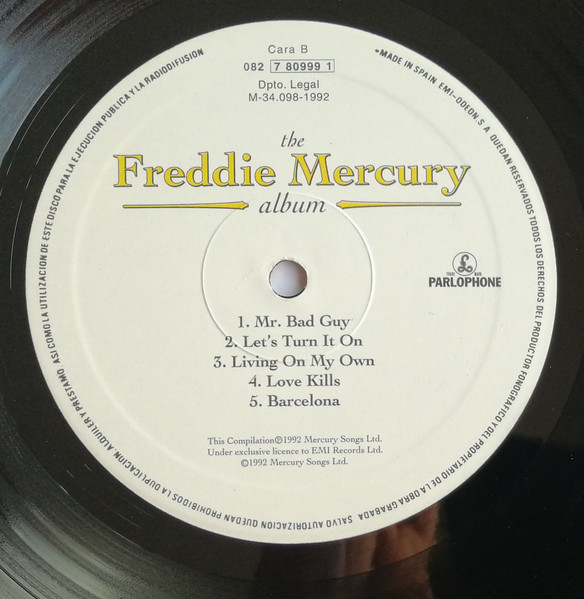 Cara B
082 7 80999 1
Dpto. Legal
M-34.098-1992
the
Freddie Mercury
album
TRADE MARK
PARLOPHONE
1. Mr. Bad Guy
2. Let's Turn It On
3. Living On My Own
4. Love Kills
5. Barcelona
This Compilation℗1992 Mercury Songs Ltd.
Under exclusive licence to EMI Records Ltd.
©1992 Mercury Songs Ltd.
*MADE IN SPAIN EMI-ODEON, S A QUEDAN RESERVADOS TODOS LOS DERECHOS DEL PRODUCTOR FONOGRAFICO Y DEL PROPIETARIO DE LA OBRA GRABADA SALVO AUTORIZACION QUEDAN PROHIBIDOS LA DUPLICACION, ALQUILER Y PRESTAMO, ASI COMO LA UTILIZACION DE ESTE DISCO PARA LA EJECUCION PUBLICA Y LA RADIODIFUSION